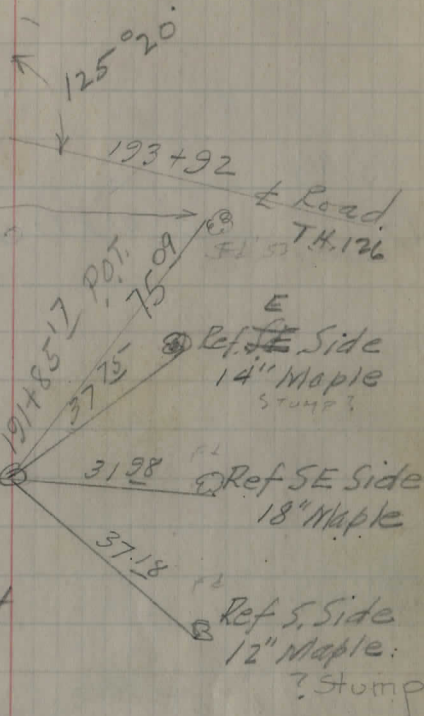 125°20'
193+92
℄ Road
T.H.126
191+85.17 P.O.T.
75.09
E
Ref. SE Side
14" Maple
Stump?
37.75
31.98
Ref SE Side
18" Maple
37.18
Ref S. Side
12" Maple.
? Stump